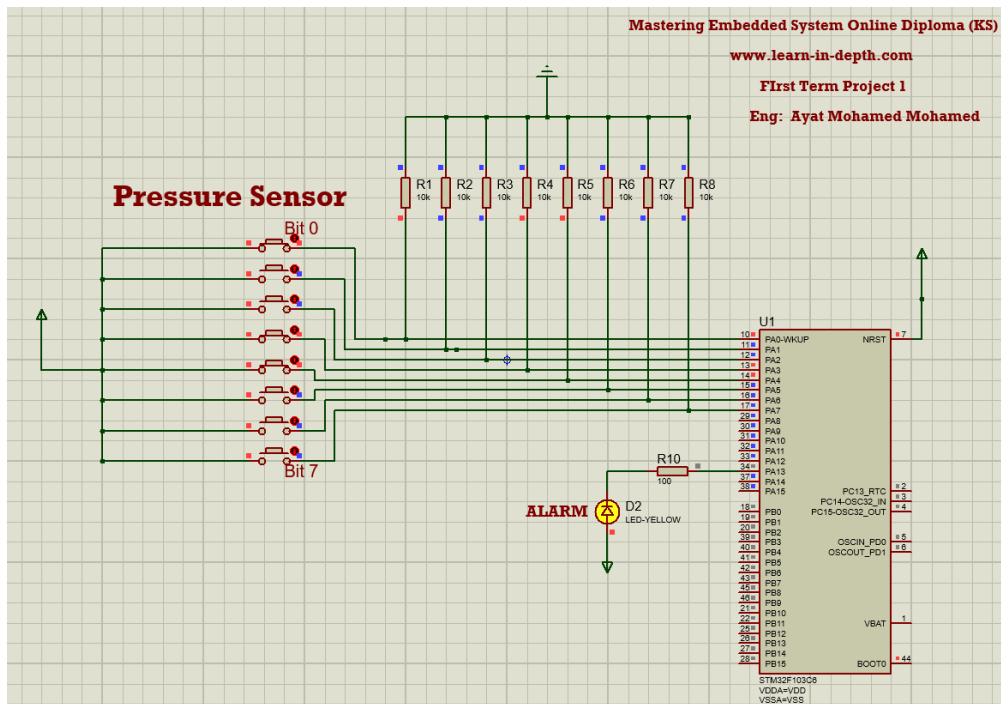 Mastering Embedded System Online Diploma (KS)
www.learn-in-depth.com
FIrst Term Project 1
Eng: Ayat Mohamed Mohamed
Pressure Sensor
Bit 0
Bit 7
R1
10k
R2
10k
R3
10k
R4
10k
R5
10k
R6
10k
R7
10k
R8
10k
R10
100
ALARM
D2
LED-YELLOW
U1
10 PA0-WKUP
11 PA1
12 PA2
13 PA3
14 PA4
15 PA5
16 PA6
17 PA7
29 PA8
30 PA9
31 PA10
32 PA11
33 PA12
34 PA13
37 PA14
38 PA15
18 PB0
19 PB1
20 PB2
39 PB3
40 PB4
41 PB5
42 PB6
43 PB7
45 PB8
46 PB9
21 PB10
22 PB11
25 PB12
26 PB13
27 PB14
28 PB15
NRST 7
PC13_RTC 2
PC14-OSC32_IN 3
PC15-OSC32_OUT 4
OSCIN_PD0 5
OSCOUT_PD1 6
VBAT 1
BOOT0 44
STM32F103C6
VDDA=VDD
VSSA=VSS